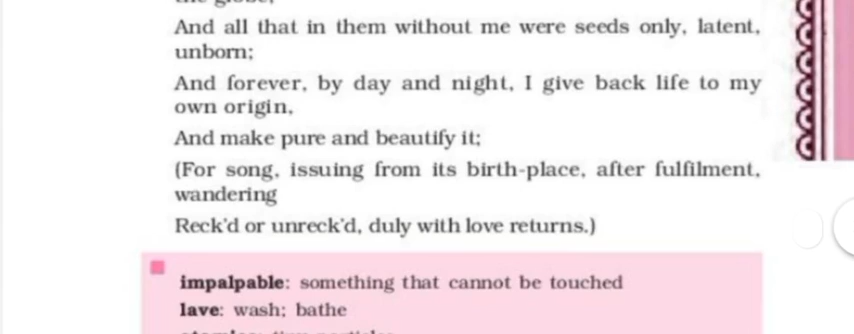 the globe,
And all that in them without me were seeds only, latent,
unborn;
And forever, by day and night, I give back life to my
own origin,
And make pure and beautify it;
(For song, issuing from its birth-place, after fulfilment,
wandering
Reck'd or unreck'd, duly with love returns.)
impalpable: something that cannot be touched
lave: wash; bathe